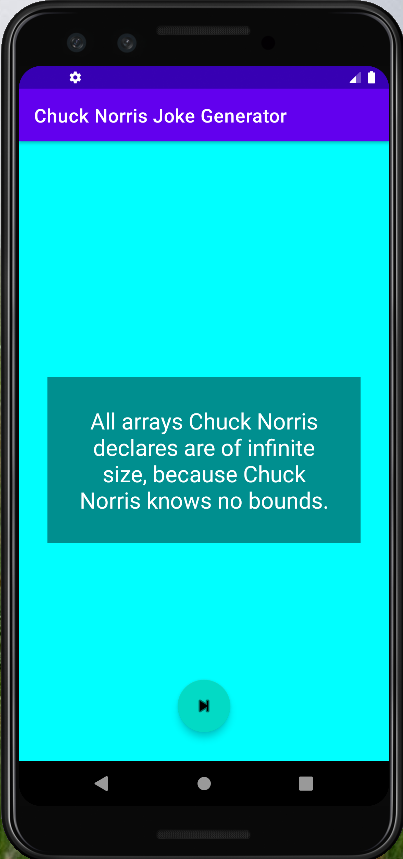 Chuck Norris Joke Generator
All arrays Chuck Norris
declares are of infinite
size, because Chuck
Norris knows no bounds.